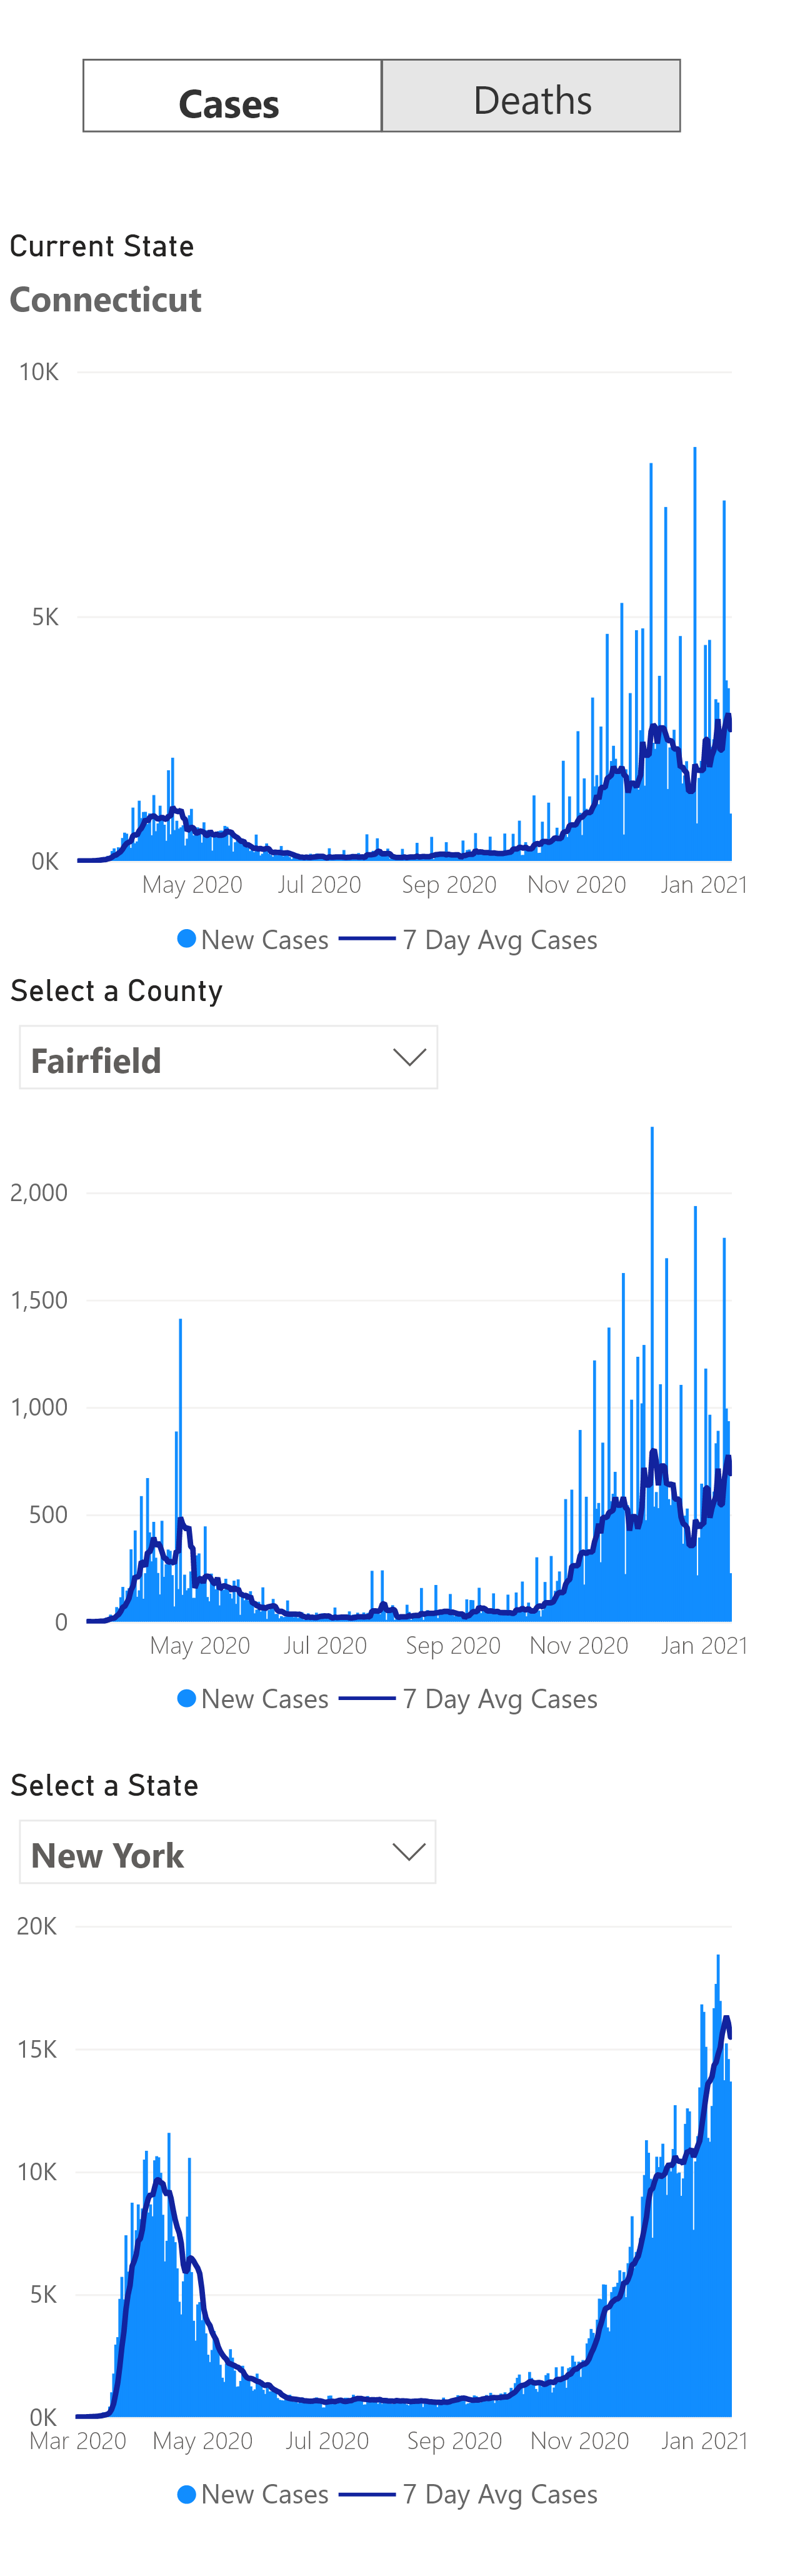 Cases Deaths
Current State
Connecticut
10K
5K
0K
May 2020 Jul 2020 Sep 2020 Nov 2020 Jan 2021
New Cases 7 Day Avg Cases
Select a County
Fairfield
2,000
1,500
1,000
500
0
May 2020 Jul 2020 Sep 2020 Nov 2020 Jan 2021
New Cases 7 Day Avg Cases
Select a State
New York
20K
15K
10K
5K
0K
Mar 2020 May 2020 Jul 2020 Sep 2020 Nov 2020 Jan 2021
New Cases 7 Day Avg Cases